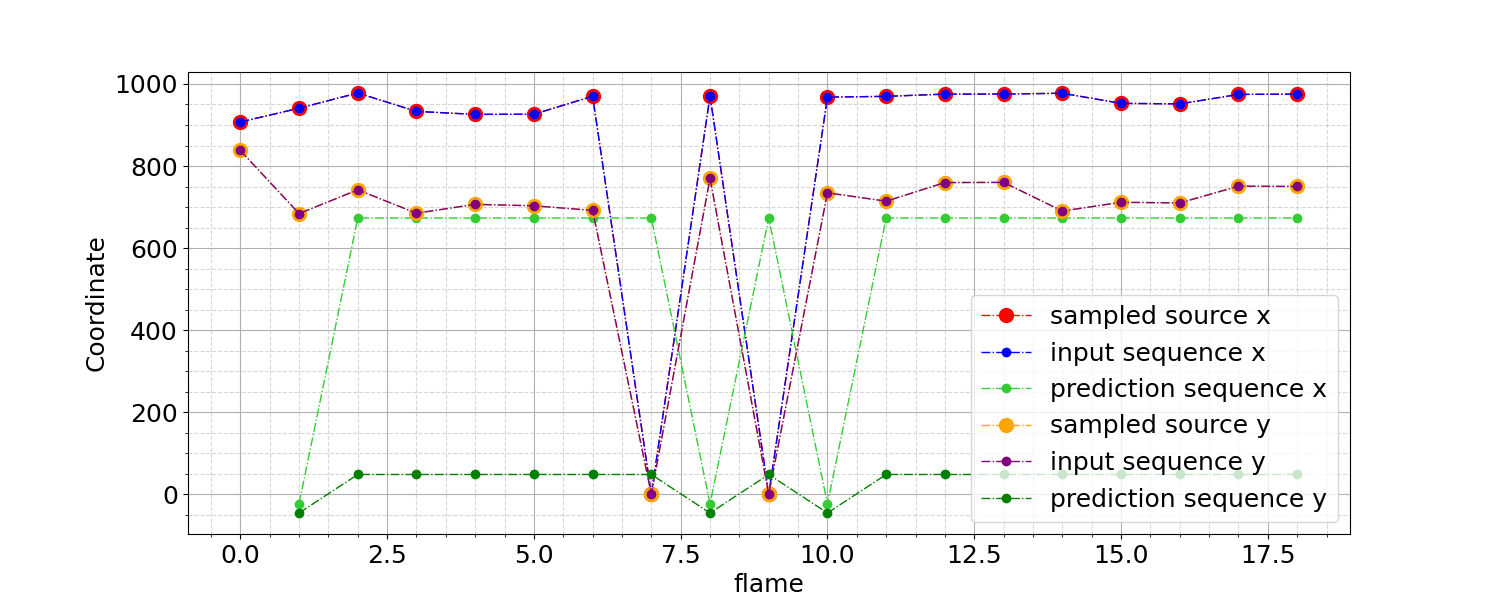 1000
800
600
400
200
0
Coordinate
sampled source x
input sequence x
prediction sequence x
sampled source y
input sequence y
prediction sequence y
0.0 2.5 5.0 7.5 10.0 12.5 15.0 17.5
flame